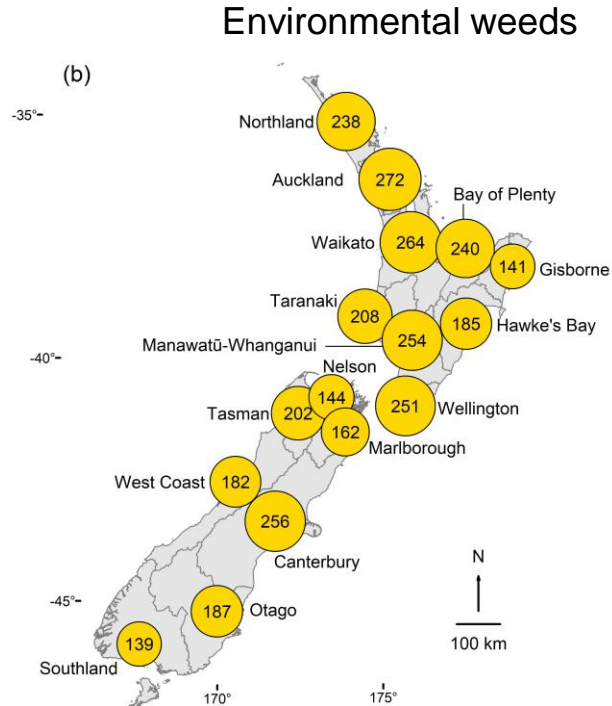 Environmental weeds
(b)
-35°
Northland
238
Auckland
272
Bay of Plenty
Waikato
264
240
141
Gisborne
Taranaki
208
185
Hawke's Bay
Manawatū-Whanganui
254
-40°
Nelson
144
Tasman
202
251
Wellington
162
Marlborough
West Coast
182
256
Canterbury
N
-45°
187
Otago
100 km
139
Southland
170°
175°